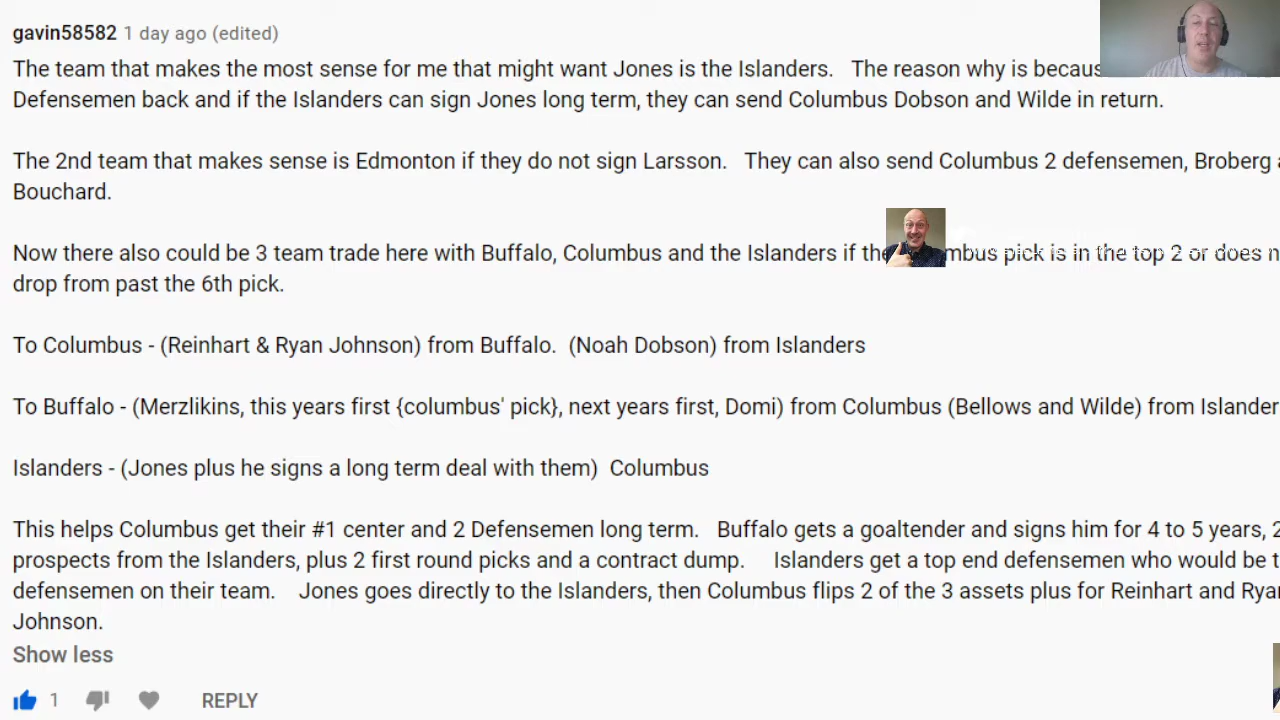 gavin58582 1 day ago (edited)
The team that makes the most sense for me that might want Jones is the Islanders. The reason why is
Defensemen back and if the Islanders can sign Jones long term, they can send Columbus Dobson and Wilde in return.
The 2nd team that makes sense is Edmonton if they do not sign Larsson. They can also send Columbus 2 defensemen, Broberg
Bouchard.
Now there also could be 3 team trade here with Buffalo, Columbus and the Islanders if the pick is in the top 2 or does
drop from past the 6th pick.
To Columbus - (Reinhart & Ryan Johnson) from Buffalo. (Noah Dobson) from Islanders
To Buffalo - (Merzlikins, this years first {columbus' pick}, next years first, Domi) from Columbus (Bellows and Wilde) from Islander
Islanders - (Jones plus he signs a long term deal with them) Columbus
This helps Columbus get their #1 center and 2 Defensemen long term. Buffalo gets a goaltender and signs him for 4 to 5 years, 2
prospects from the Islanders, plus 2 first round picks and a contract dump. Islanders get a top end defensemen who would be
defensemen on their team. Jones goes directly to the Islanders, then Columbus flips 2 of the 3 assets plus for Reinhart and
Johnson.
Show less
1 REPLY